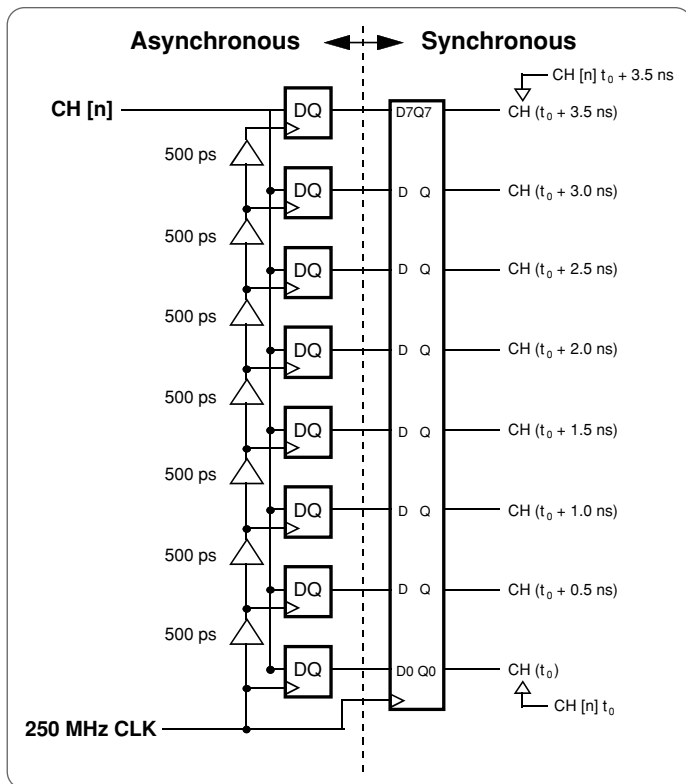 Asynchronous Synchronous
CH [n] t0 + 3.5 ns
CH [n] DQ D7Q7 CH (t0 + 3.5 ns)
500 ps
DQ D Q CH (t0 + 3.0 ns)
500 ps
DQ D Q CH (t0 + 2.5 ns)
500 ps
DQ D Q CH (t0 + 2.0 ns)
500 ps
DQ D Q CH (t0 + 1.5 ns)
500 ps
DQ D Q CH (t0 + 1.0 ns)
500 ps
DQ D Q CH (t0 + 0.5 ns)
500 ps
DQ D0 Q0 CH (t0)
CH [n] t0
250 MHz CLK